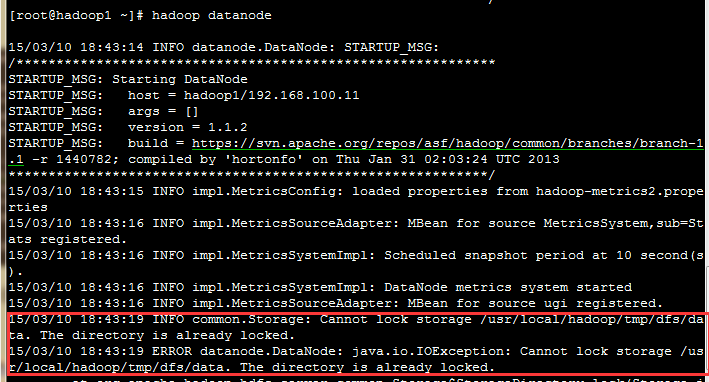 [root@hadoop1 ~]# hadoop datanode
15/03/10 18:43:14 INFO datanode.DataNode: STARTUP_MSG:
/************************************************************
STARTUP_MSG: Starting DataNode
STARTUP_MSG:   host = hadoop1/192.168.100.11
STARTUP_MSG:   args = []
STARTUP_MSG:   version = 1.1.2
STARTUP_MSG:   build = https://svn.apache.org/repos/asf/hadoop/common/branches/branch-1
.1 -r 1440782; compiled by 'hortonfo' on Thu Jan 31 02:03:24 UTC 2013
************************************************************/
15/03/10 18:43:15 INFO impl.MetricsConfig: loaded properties from hadoop-metrics2.prope
rties
15/03/10 18:43:16 INFO impl.MetricsSourceAdapter: MBean for source MetricsSystem,sub=St
ats registered.
15/03/10 18:43:16 INFO impl.MetricsSystemImpl: Scheduled snapshot period at 10 second(s
).
15/03/10 18:43:16 INFO impl.MetricsSystemImpl: DataNode metrics system started
15/03/10 18:43:16 INFO impl.MetricsSourceAdapter: MBean for source ugi registered.
15/03/10 18:43:19 INFO common.Storage: Cannot lock storage /usr/local/hadoop/tmp/dfs/da
ta. The directory is already locked.
15/03/10 18:43:19 ERROR datanode.DataNode: java.io.IOException: Cannot lock storage /us
r/local/hadoop/tmp/dfs/data. The directory is already locked.